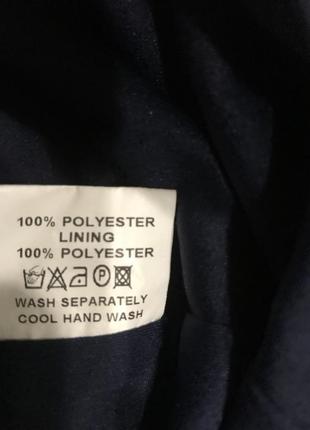 100% POLYESTER
LINING
100% POLYESTER
P
WASH SEPARATELY
COOL HAND WASH